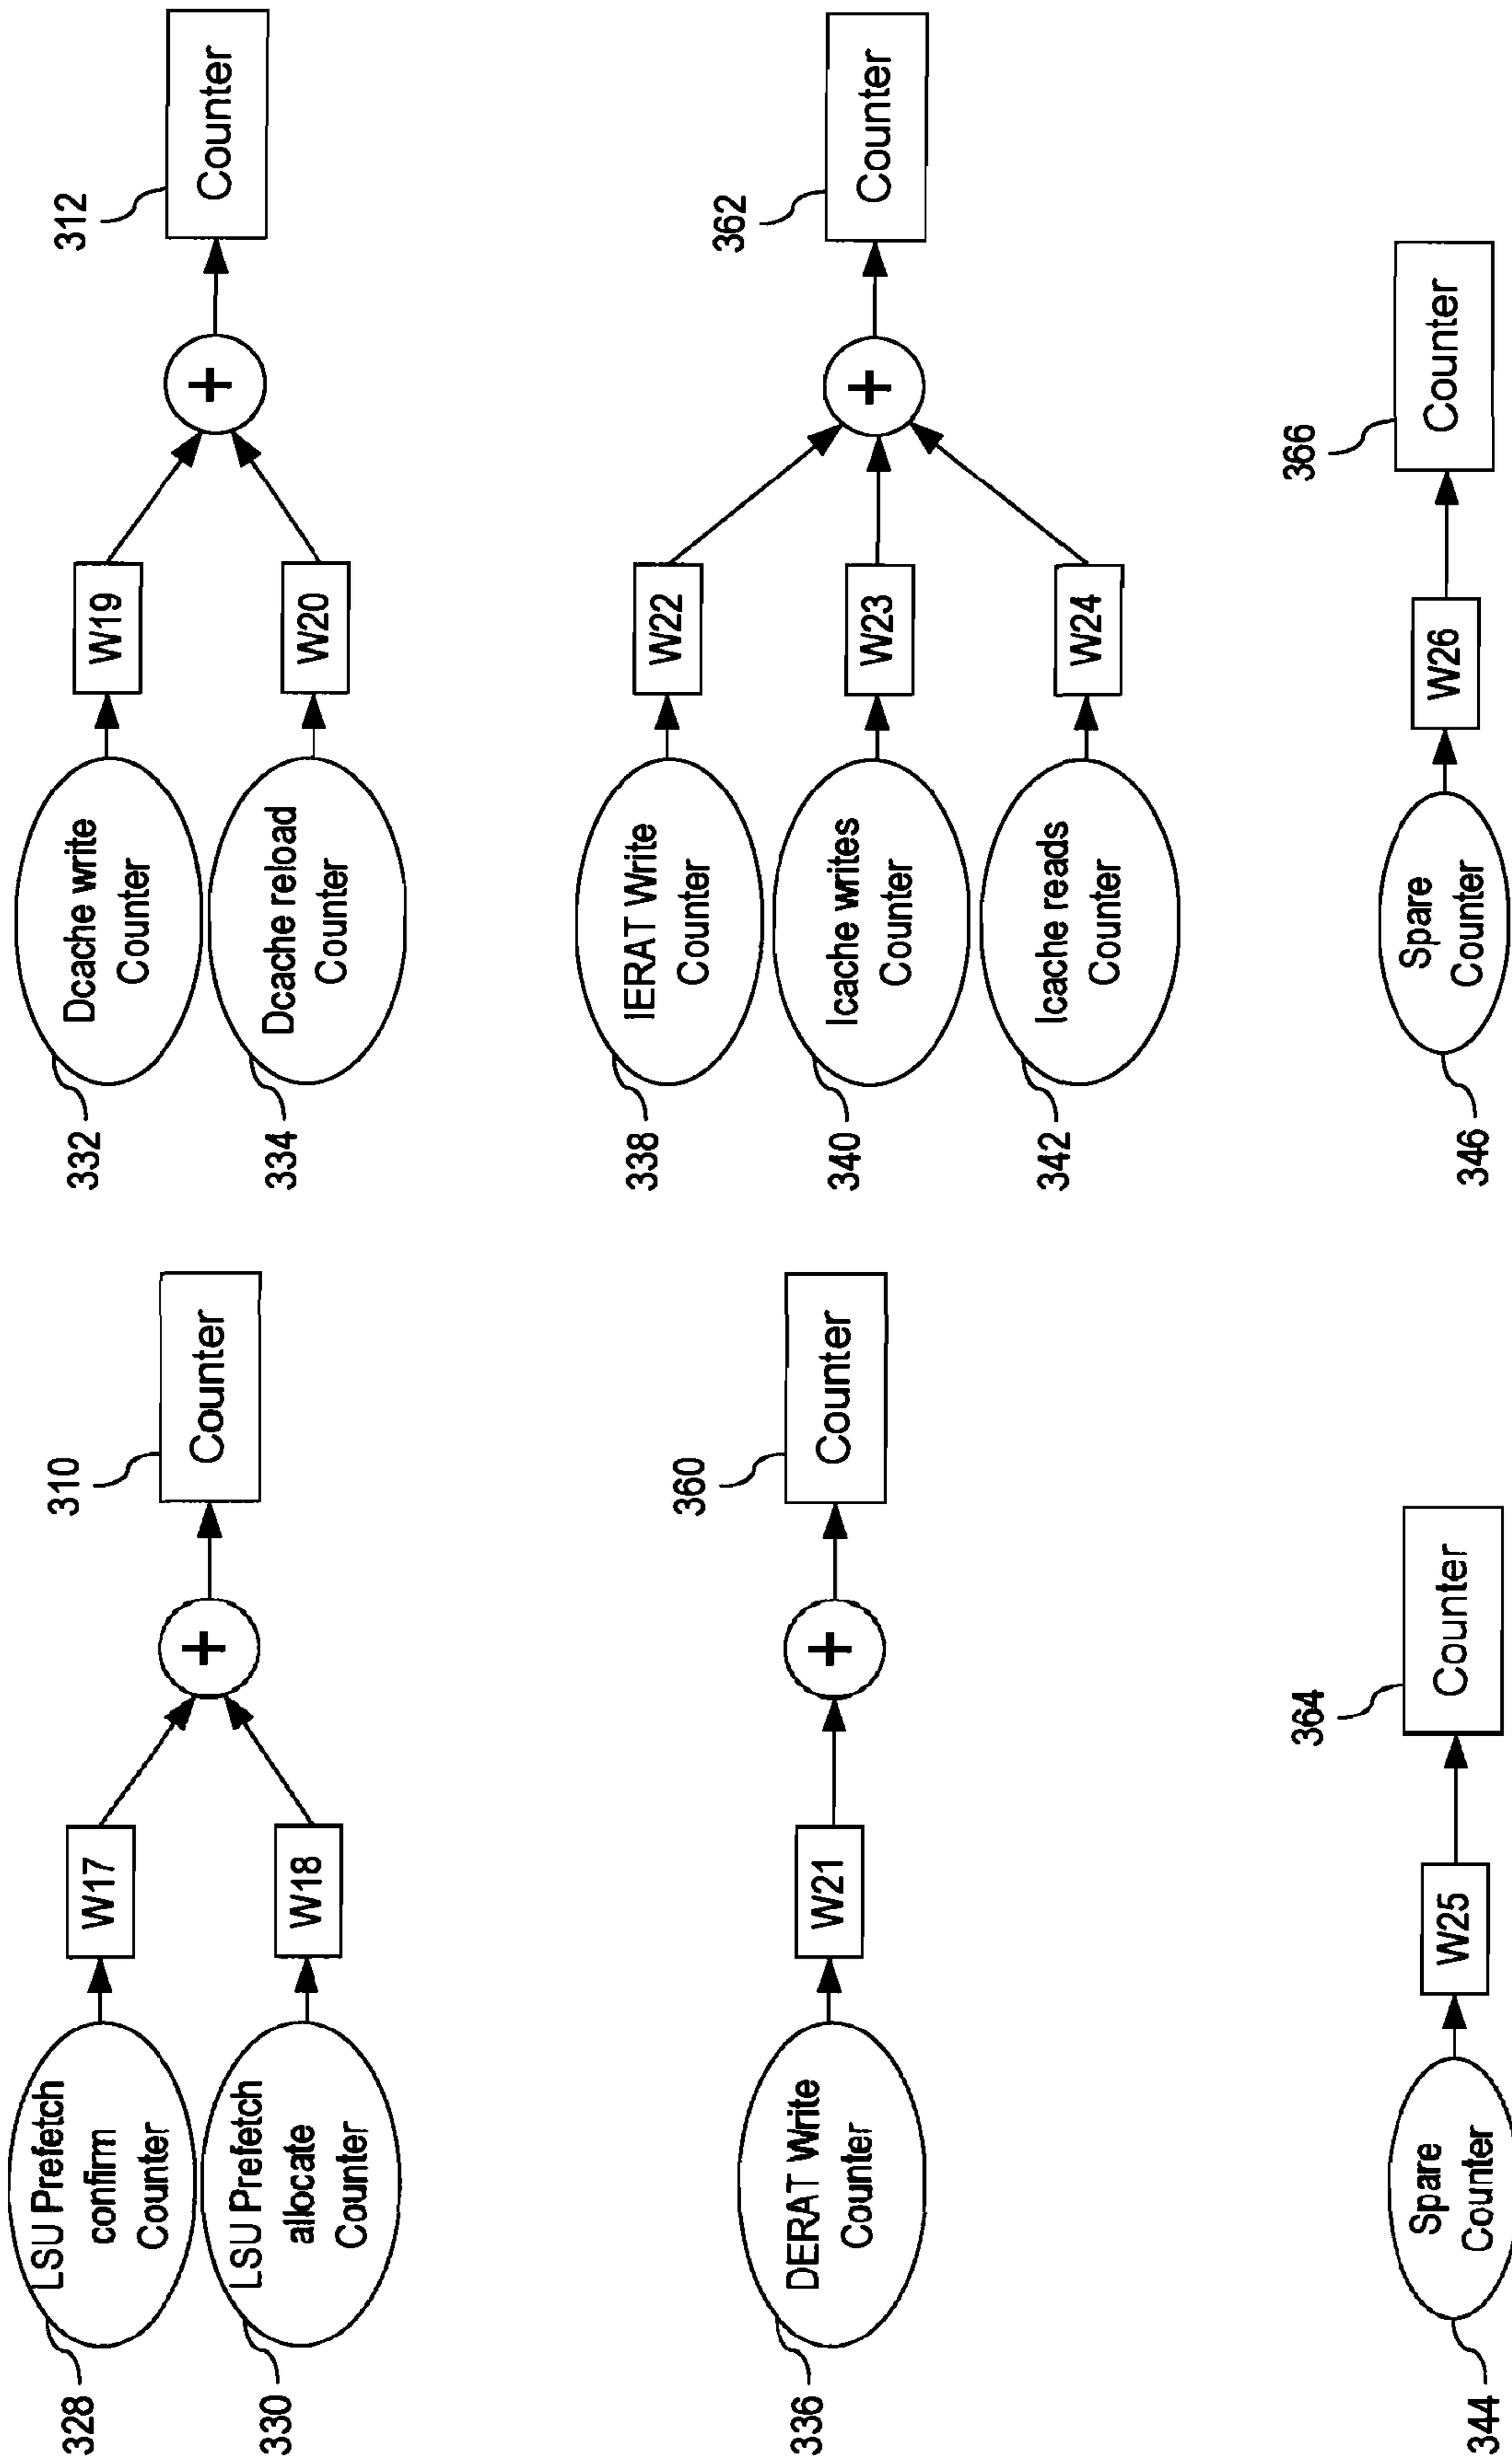 328
LSU Prefetch
confirm
Counter
W17
330
LSU Prefetch
allocate
Counter
W18
+
310
Counter
332
Dcache write
Counter
W19
334
Dcache reload
Counter
W20
+
312
Counter
336
DERAT Write
Counter
W21
+
360
Counter
338
IERAT Write
Counter
W22
340
Icache writes
Counter
W23
342
Icache reads
Counter
W24
+
362
Counter
344
Spare
Counter
W25
364
Counter
346
Spare
Counter
W26
366
Counter